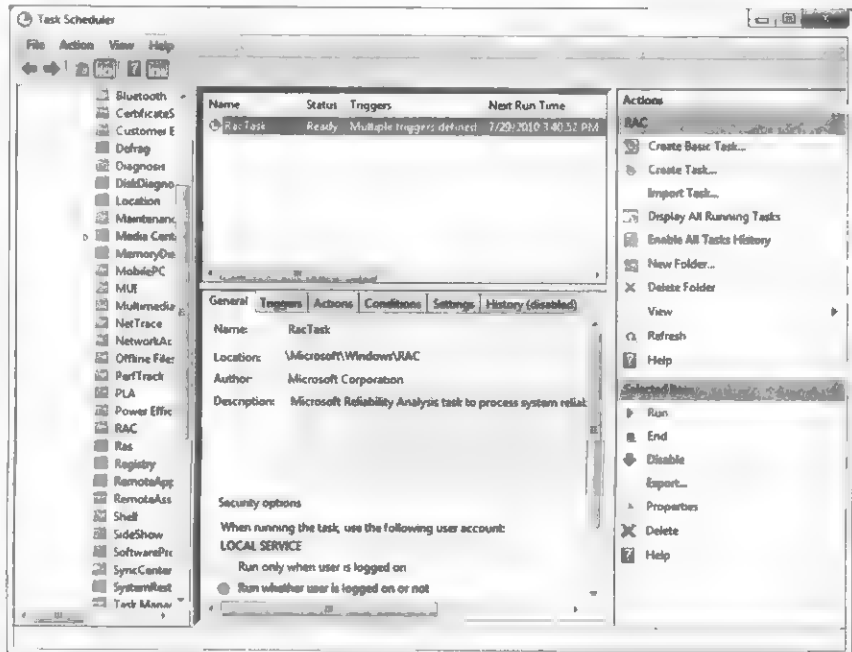 Task Scheduler
File Action View Help
Bluetooth
CertificateS
Customer E
Defrag
Diagnosis
DiskDiagno
Location
Maintenanc
Media Cent
MemoryDia
MobilePC
MUI
Multimedia
NetTrace
NetworkAc
Offline Files
PerfTrack
PLA
Power Effic
RAC
Ras
Registry
RemoteApp
RemoteAss
Shell
SideShow
SoftwarePro
SyncCenter
SystemRest
Task Manag
Name Status Triggers Next Run Time
RacTask Ready Multiple triggers defined 7/29/2010 3:40:52 PM
General Triggers Actions Conditions Settings History (disabled)
Name: RacTask
Location: \Microsoft\Windows\RAC
Author: Microsoft Corporation
Description: Microsoft Reliability Analysis task to process system reliab
Security options
When running the task, use the following user account:
LOCAL SERVICE
Run only when user is logged on
Run whether user is logged on or not
Actions
RAC
Create Basic Task...
Create Task...
Import Task...
Display All Running Tasks
Enable All Tasks History
New Folder...
Delete Folder
View
Refresh
Help
Selected Item
Run
End
Disable
Export...
Properties
Delete
Help